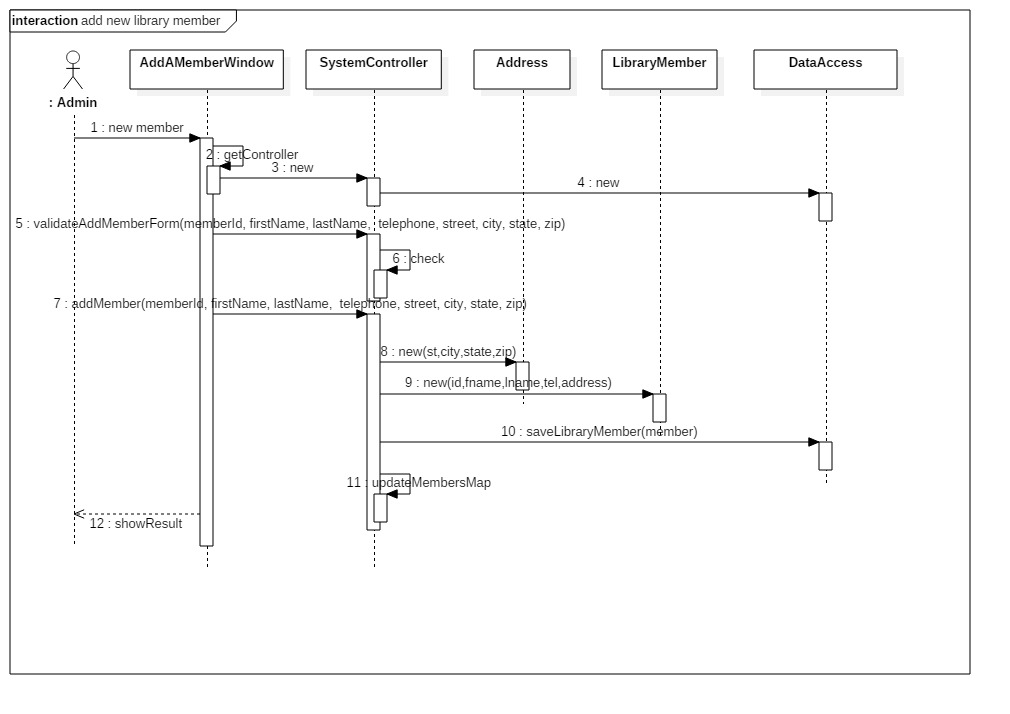 interaction add new library member
AddAMemberWindow
SystemController
Address
LibraryMember
DataAccess
: Admin
1 : new member
2 : getController
3 : new
4 : new
5 : validateAddMemberForm(memberId, firstName, lastName,  telephone, street, city, state, zip)
6 : check
7 : addMember(memberId, firstName, lastName,  telephone, street, city, state, zip)
8 : new(st,city,state,zip)
9 : new(id,fname,lname,tel,address)
10 : saveLibraryMember(member)
11 : updateMembersMap
12 : showResult